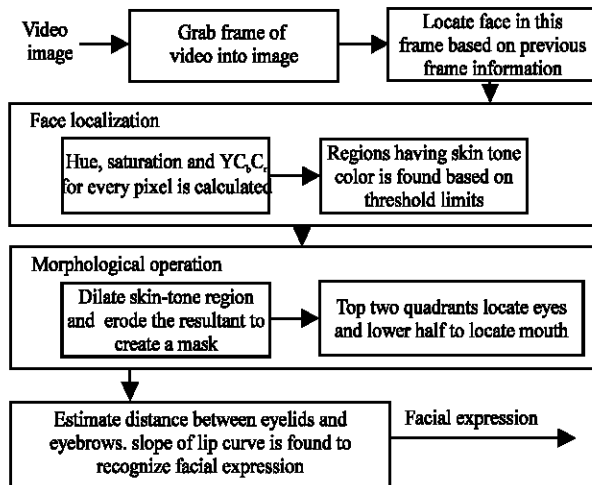 Video image
Grab frame of
video into image
Locate face in this
frame based on previous
frame information
Face localization
Hue, saturation and YCbCr
for every pixel is calculated
Regions having skin tone
color is found based on
threshold limits
Morphological operation
Dilate skin-tone region
and erode the resultant to
create a mask
Top two quadrants locate eyes
and lower half to locate mouth
Estimate distance between eyelids and
eyebrows. slope of lip curve is found to
recognize facial expression
Facial expression